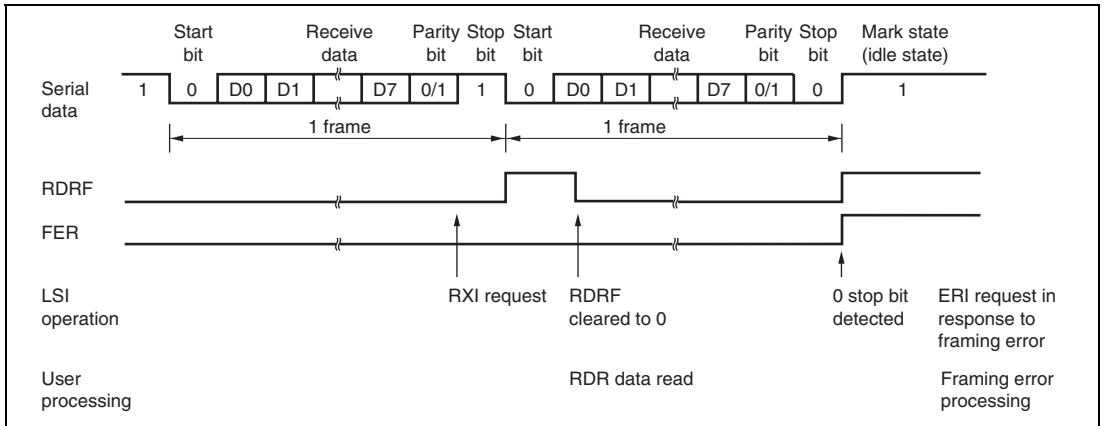 Start bit Receive data Parity bit Stop bit Start bit Receive data Parity bit Stop bit Mark state (idle state)
Serial data 1 0 D0 D1 D7 0/1 1 0 D0 D1 D7 0/1 0 1
1 frame 1 frame
RDRF
FER
LSI operation RXI request RDRF cleared to 0 0 stop bit detected ERI request in response to framing error
User processing RDR data read Framing error processing